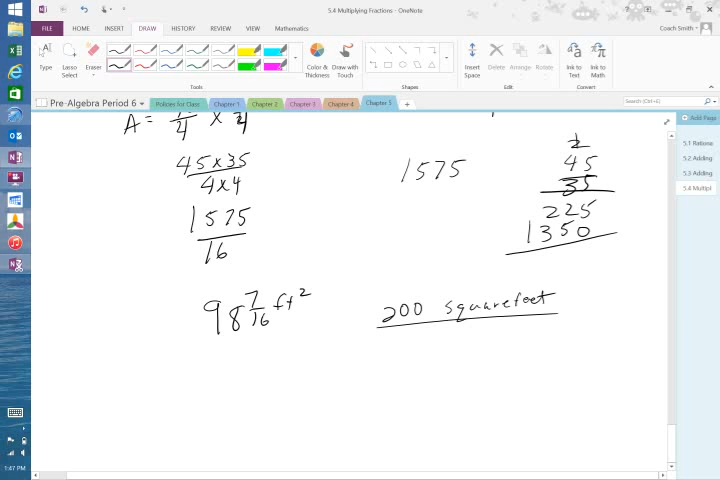 5.4 Multiplying Fractions - OneNote
FILE HOME INSERT DRAW HISTORY REVIEW VIEW Mathematics
Coach Smith
Type
Lasso Select
Eraser
Color & Thickness
Draw with Touch
Insert Space
Delete
Arrange
Rotate
Ink to Text
Ink to Math
Tools
Shapes
Edit
Convert
Pre-Algebra Period 6
Policies for Class Chapter 1 Chapter 2 Chapter 3 Chapter 4 Chapter 5 +
Search (Ctrl+E)
Add Page
5.1 Rationa
5.2 Adding
5.3 Adding
5.4 Multipl
A = /4 x /4
45x35
4x4
1575
16
98 7/16 ft²
1575
45
35
225
1350
200 square feet
1:47 PM